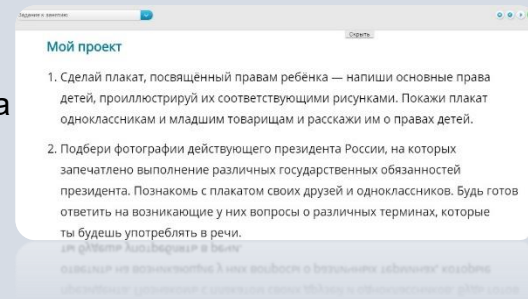 Задания к занятию
Скрыть
Мой проект
1. Сделай плакат, посвящённый правам ребёнка — напиши основные права
детей, проиллюстрируй их соответствующими рисунками. Покажи плакат
одноклассникам и младшим товарищам и расскажи им о правах детей.
2. Подбери фотографии действующего президента России, на которых
запечатлено выполнение различных государственных обязанностей
президента. Познакомь с плакатом своих друзей и одноклассников. Будь готов
ответить на возникающие у них вопросы о различных терминах, которые
ты будешь употреблять в речи.
а